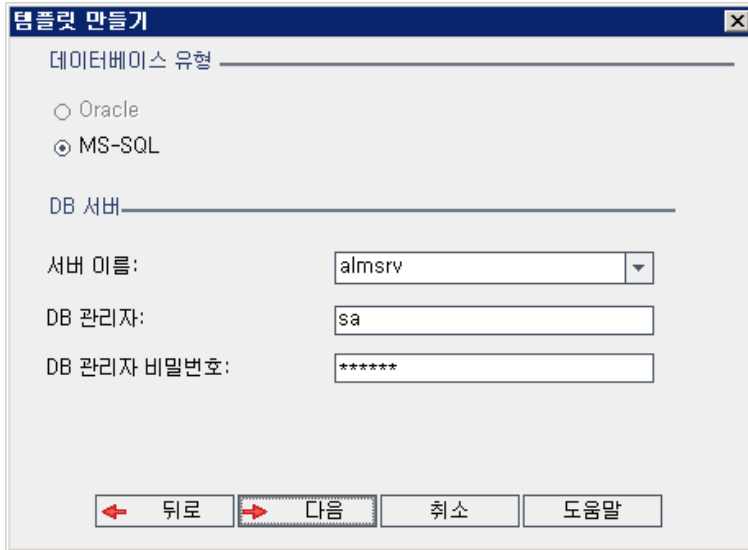 템플릿 만들기
데이터베이스 유형
Oracle
MS-SQL
DB 서버
서버 이름:
almsrv
DB 관리자:
sa
DB 관리자 비밀번호:
******
뒤로
다음
취소
도움말